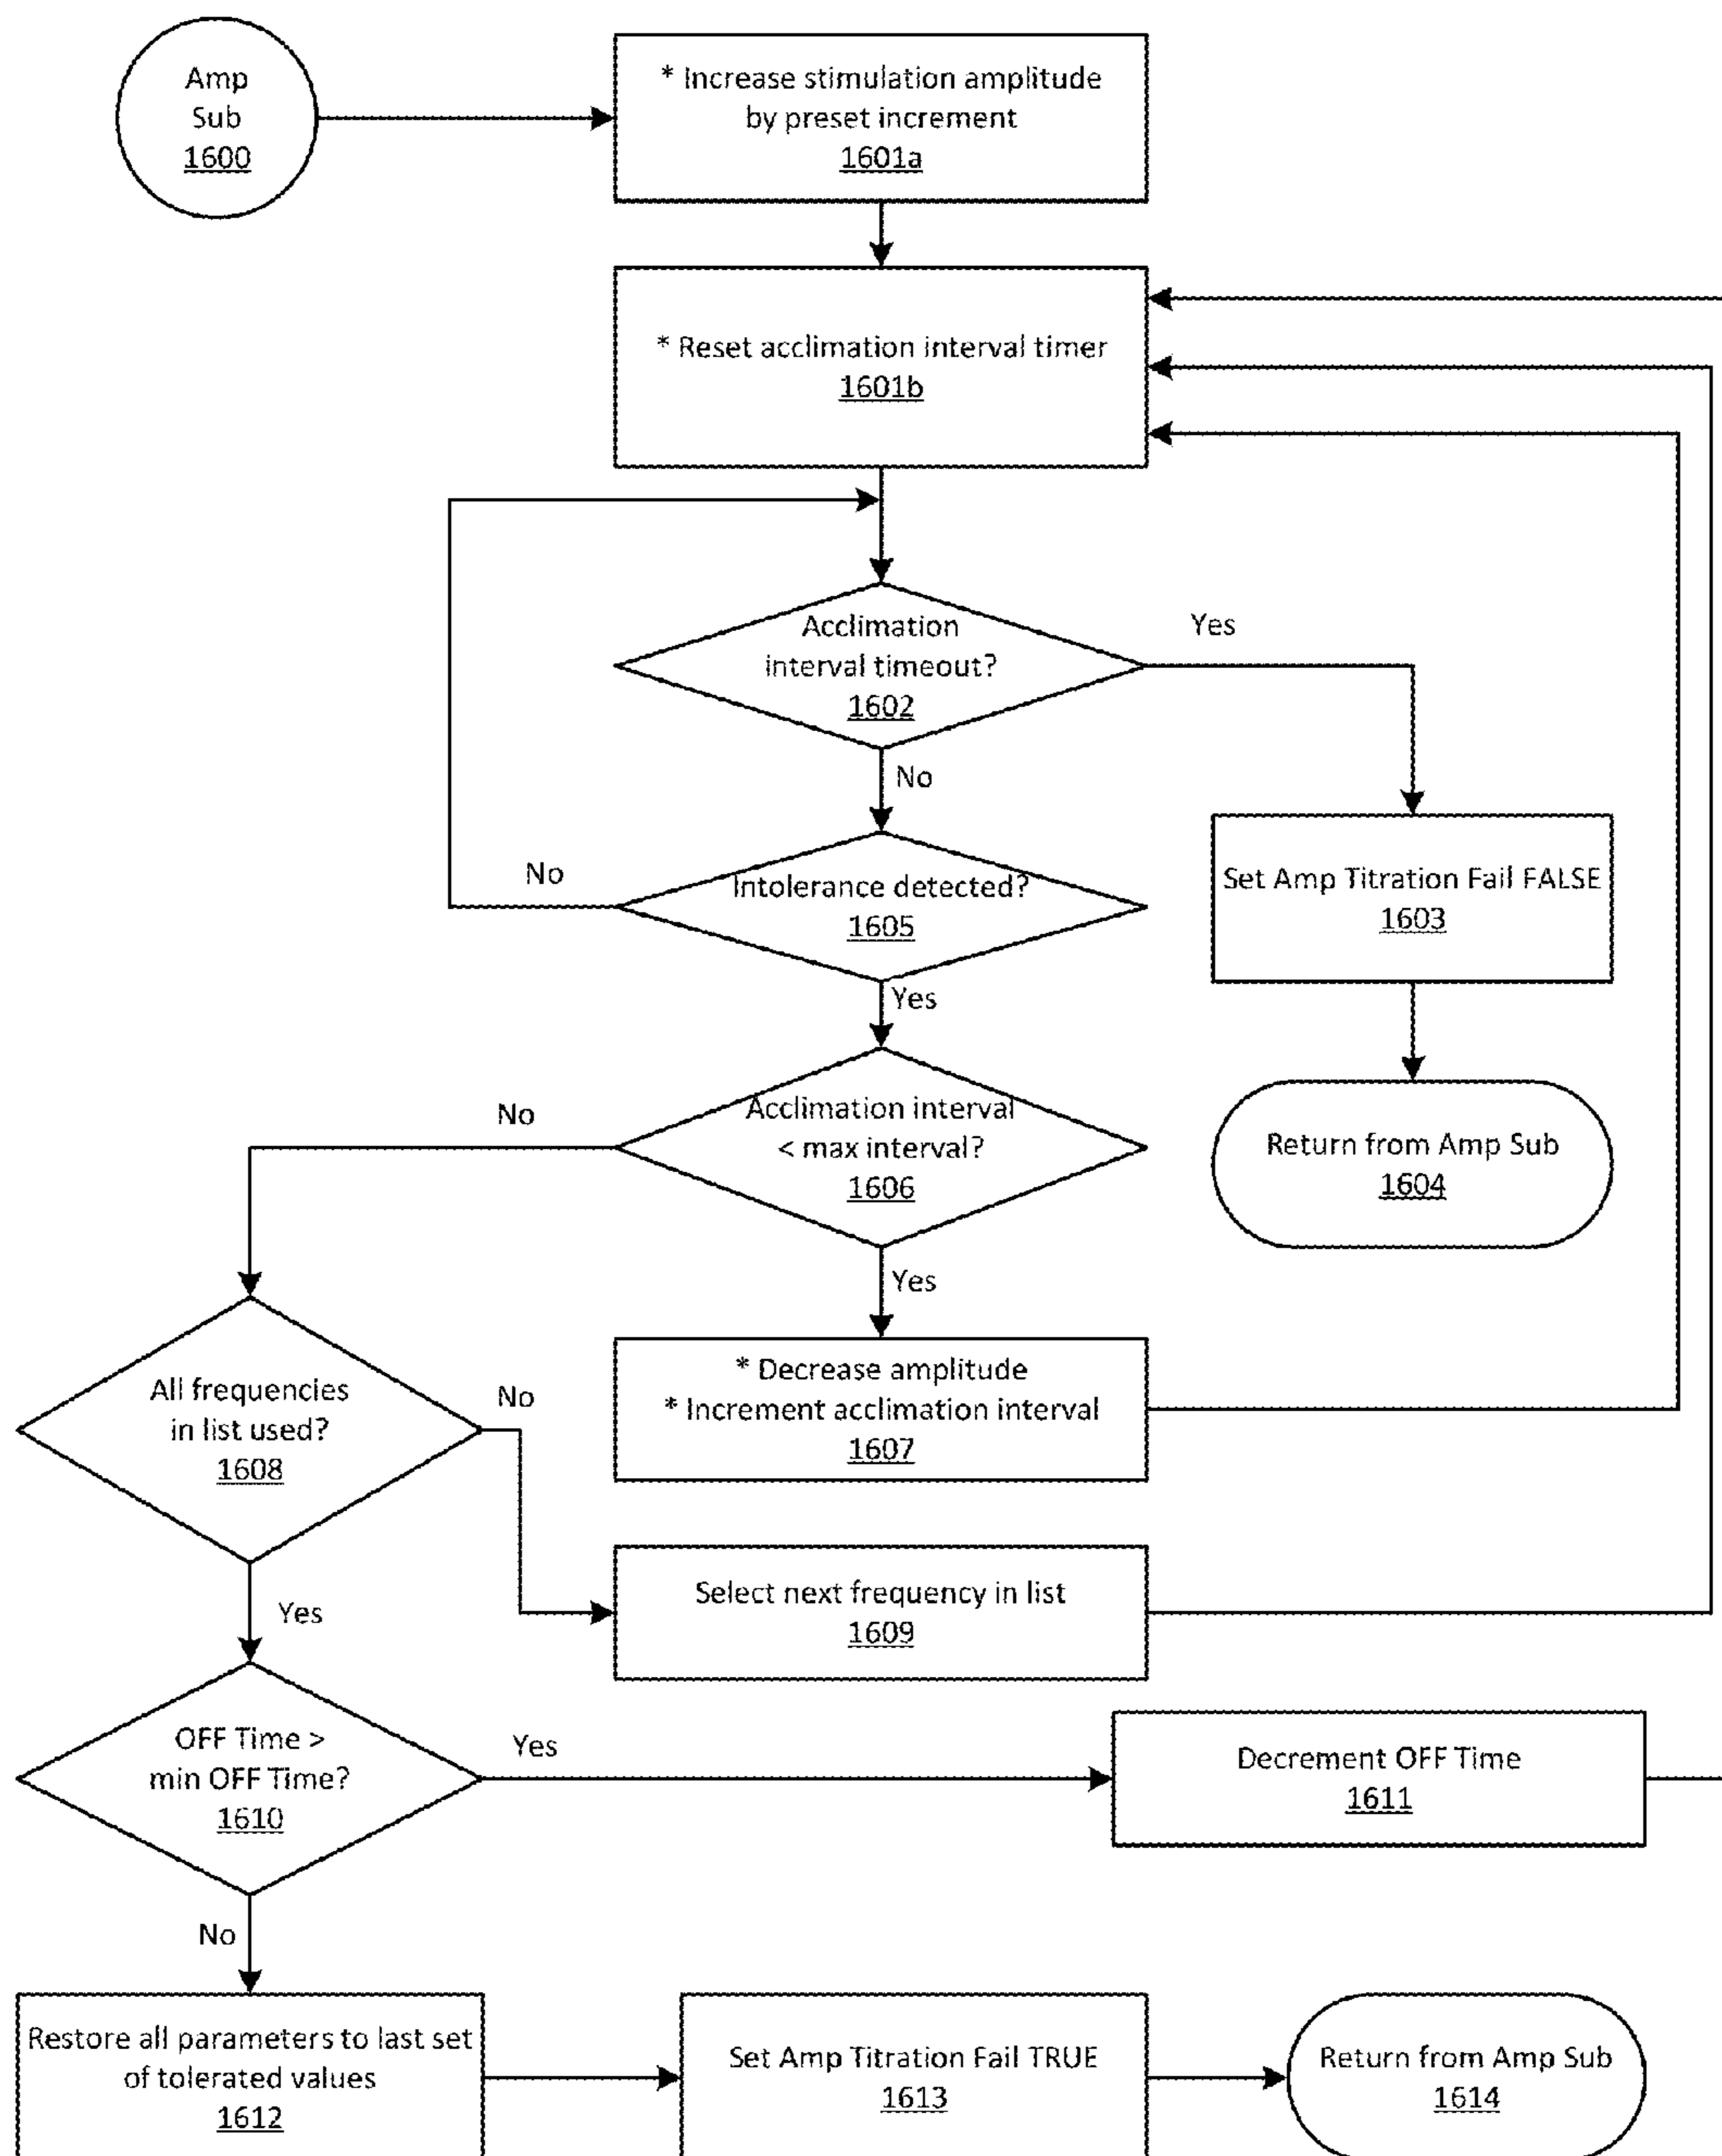 Amp
Sub
1600
* Increase stimulation amplitude
by preset increment
1601a
* Reset acclimation interval timer
1601b
Acclimation
interval timeout?
1602
Yes
No
Intolerance detected?
1605
No
Set Amp Titration Fail FALSE
1603
Yes
Acclimation interval
< max interval?
1606
No
Return from Amp Sub
1604
Yes
All frequencies
in list used?
1608
No
* Decrease amplitude
* Increment acclimation interval
1607
Yes
Select next frequency in list
1609
OFF Time >
min OFF Time?
1610
Yes
Decrement OFF Time
1611
No
Restore all parameters to last set
of tolerated values
1612
Set Amp Titration Fail TRUE
1613
Return from Amp Sub
1614